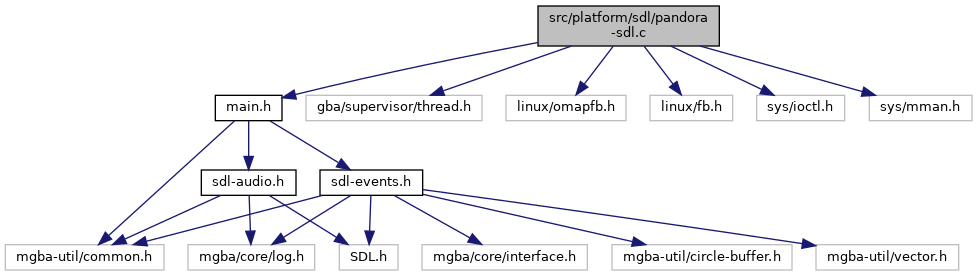 src/platform/sdl/pandora
-sdl.c
main.h
gba/supervisor/thread.h
linux/omapfb.h
linux/fb.h
sys/ioctl.h
sys/mman.h
sdl-audio.h
sdl-events.h
mgba-util/common.h
mgba/core/log.h
SDL.h
mgba/core/interface.h
mgba-util/circle-buffer.h
mgba-util/vector.h